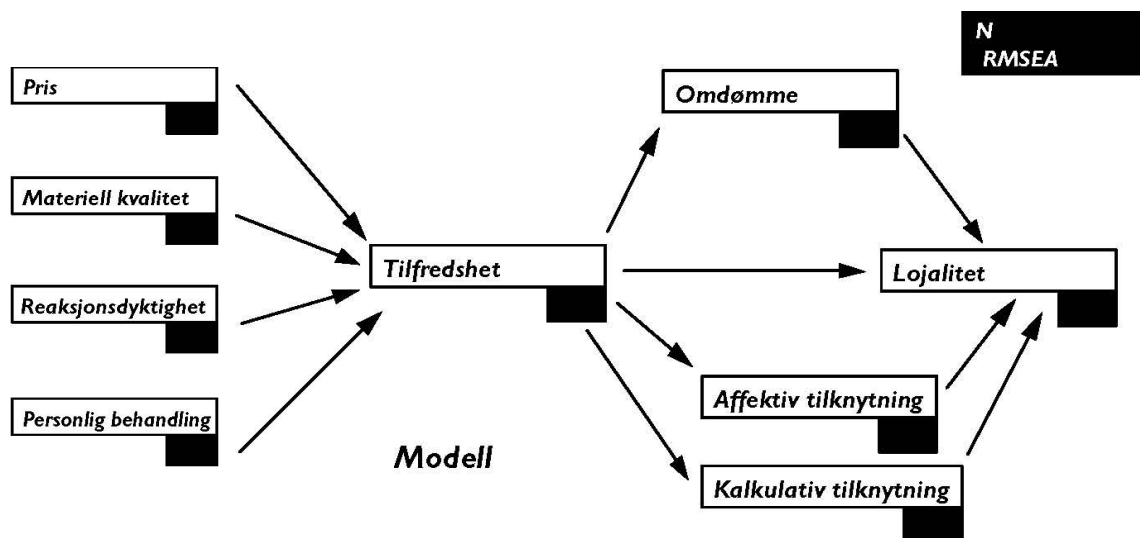 N
RMSEA
Pris
Omdømme
Materiell kvalitet
Tilfredshet
Lojalitet
Reaksjonsdyktighet
Affektiv tilknytning
Personlig behandling
Modell
Kalkulativ tilknytning